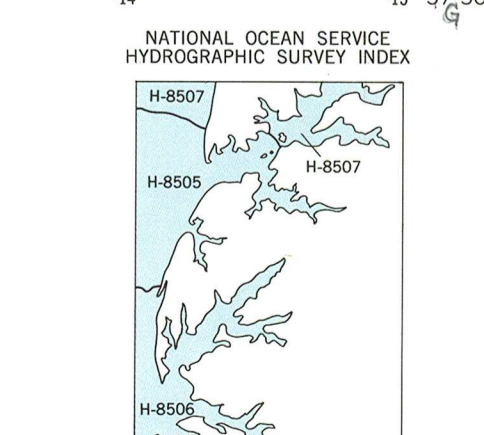 NATIONAL OCEAN SERVICE
HYDROGRAPHIC SURVEY INDEX
H-8507
H-8507
H-8505
H-8506